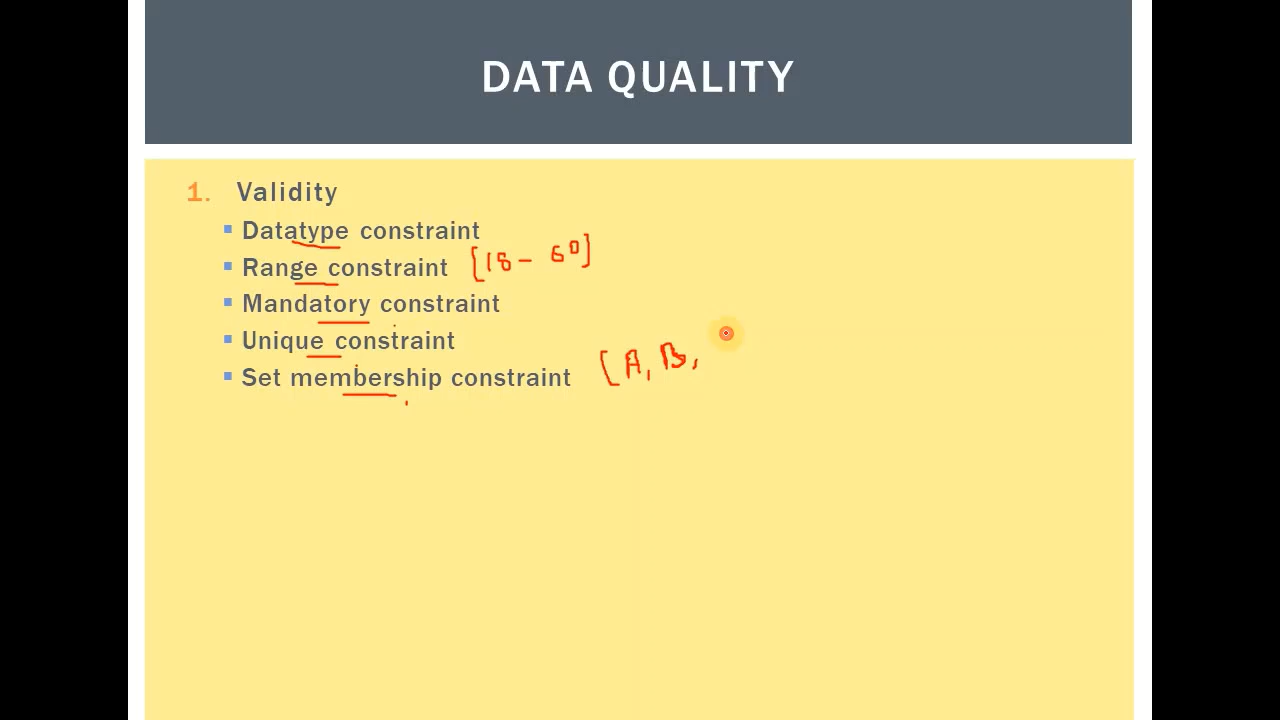 DATA QUALITY
1. Validity
▪ Datatype constraint
▪ Range constraint [18 - 60]
▪ Mandatory constraint
▪ Unique constraint
▪ Set membership constraint [A, B,